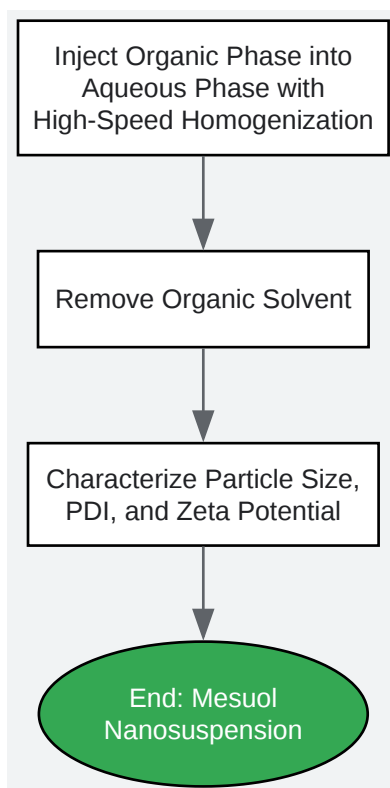 Inject Organic Phase into
Aqueous Phase with
High-Speed Homogenization
Remove Organic Solvent
Characterize Particle Size,
PDI, and Zeta Potential
End: Mesuol
Nanosuspension